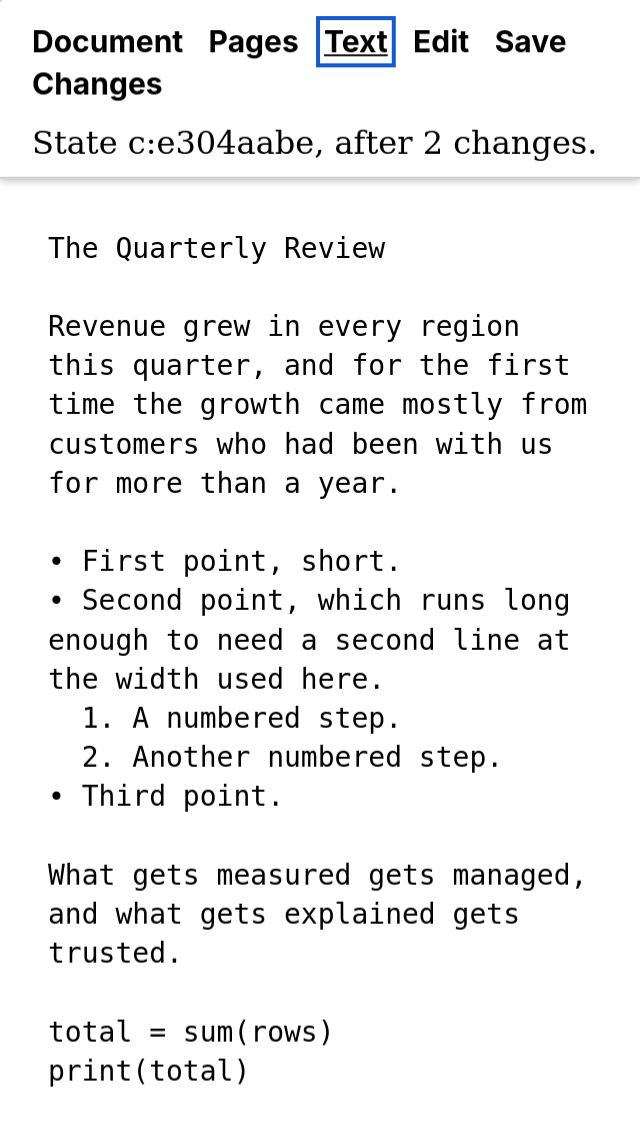 Document Pages Text Edit Save
Changes
State c:e304aabe, after 2 changes.
The Quarterly Review
Revenue grew in every region
this quarter, and for the first
time the growth came mostly from
customers who had been with us
for more than a year.
• First point, short.
• Second point, which runs long
enough to need a second line at
the width used here.
1. A numbered step.
2. Another numbered step.
• Third point.
What gets measured gets managed,
and what gets explained gets
trusted.
total = sum(rows)
print(total)